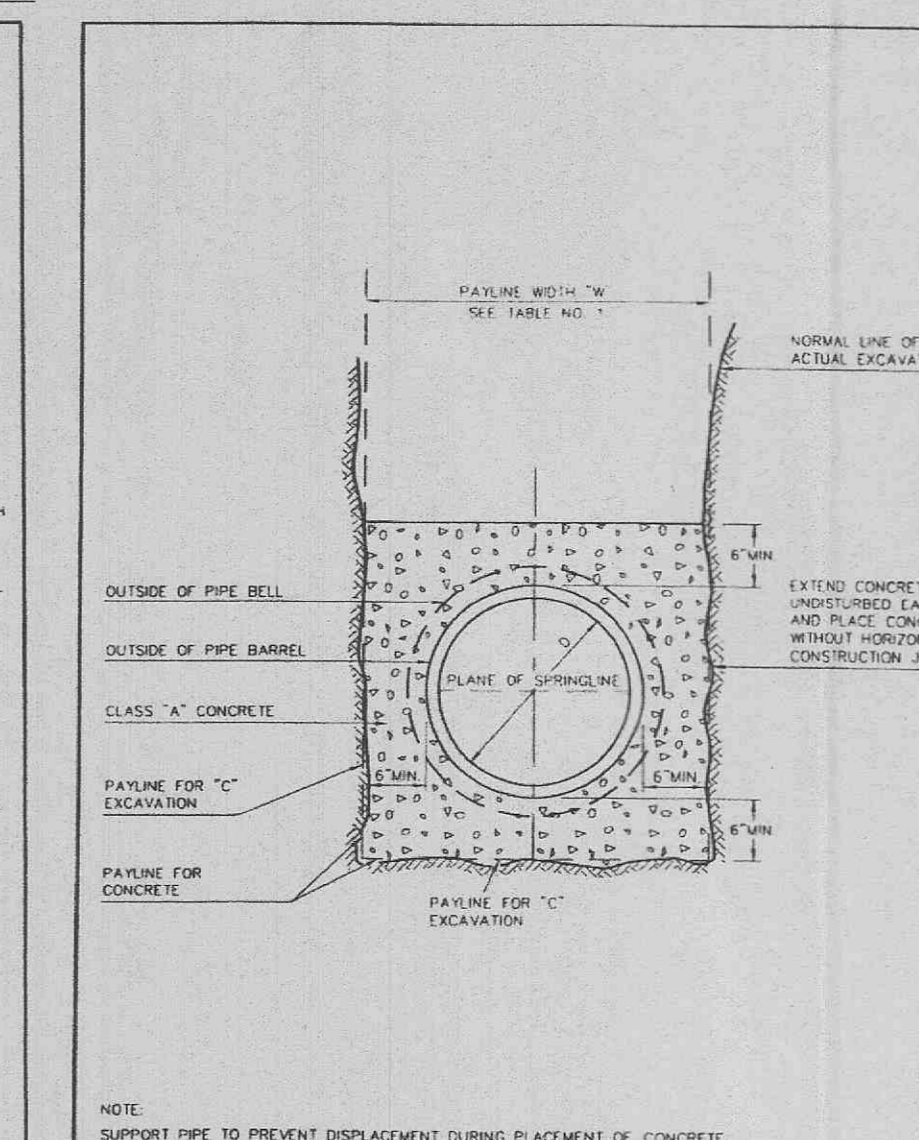 PAYLINE WIDTH "W
SEE TABLE NO. 1
NORMAL LINE OF
ACTUAL EXCAVA
6"MIN.
OUTSIDE OF PIPE BELL
EXTEND CONCRET
UNDISTURBED EA
AND PLACE CONC
WITHOUT HORIZO
CONSTRUCTION J
OUTSIDE OF PIPE BARREL
D
PLANE OF SPRINGLINE
CLASS "A" CONCRETE
PAYLINE FOR "C"
EXCAVATION
6"MIN.
6"MIN.
6"MIN
PAYLINE FOR
CONCRETE
PAYLINE FOR "C"
EXCAVATION
NOTE:
SUPPORT PIPE TO PREVENT DISPLACEMENT DURING PLACEMENT OF CONCRETE
H